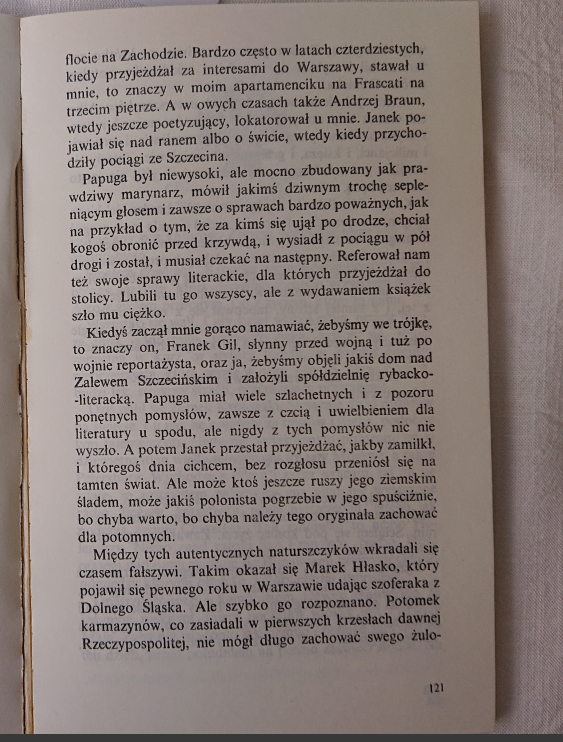 flocie na Zachodzie. Bardzo często w latach czterdziestych,
kiedy przyjeżdżał za interesami do Warszawy, stawał u
mnie, to znaczy w moim apartamenciku na Frascati na
trzecim piętrze. A w owych czasach także Andrzej Braun,
wtedy jeszcze poetyzujący, lokatorował u mnie. Janek po-
jawiał się nad ranem albo o świcie, wtedy kiedy przycho-
dziły pociągi ze Szczecina.
Papuga był niewysoki, ale mocno zbudowany jak pra-
wdziwy marynarz, mówił jakimś dziwnym trochę seple-
niącym głosem i zawsze o sprawach bardzo poważnych, jak
na przykład o tym, że za kimś się ujął po drodze, chciał
kogoś obronić przed krzywdą, i wysiadł z pociągu w pół
drogi i został, i musiał czekać na następny. Referował nam
też swoje sprawy literackie, dla których przyjeżdżał do
stolicy. Lubili tu go wszyscy, ale z wydawaniem książek
szło mu ciężko.
Kiedyś zaczął mnie gorąco namawiać, żebyśmy we trójkę,
to znaczy on, Franek Gil, słynny przed wojną i tuż po
wojnie reportażysta, oraz ja, żebyśmy objęli jakiś dom nad
Zalewem Szczecińskim i założyli spółdzielnię rybacko-
-literacką. Papuga miał wiele szlachetnych i z pozoru
ponętnych pomysłów, zawsze z czcią i uwielbieniem dla
literatury u spodu, ale nigdy z tych pomysłów nic nie
wyszło. A potem Janek przestał przyjeżdżać, jakby zamilkł,
i któregoś dnia cichcem, bez rozgłosu przeniósł się na
tamten świat. Ale może ktoś jeszcze ruszy jego ziemskim
śladem, może jakiś polonista pogrzebie w jego spuściźnie,
bo chyba warto, bo chyba należy tego oryginała zachować
dla potomnych.
Między tych autentycznych naturszczyków wkradali się
czasem fałszywi. Takim okazał się Marek Hłasko, który
pojawił się pewnego roku w Warszawie udając szoferaka z
Dolnego Śląska. Ale szybko go rozpoznano. Potomek
karmazynów, co zasiadali w pierwszych krzesłach dawnej
Rzeczypospolitej, nie mógł długo zachować swego żulo-
121